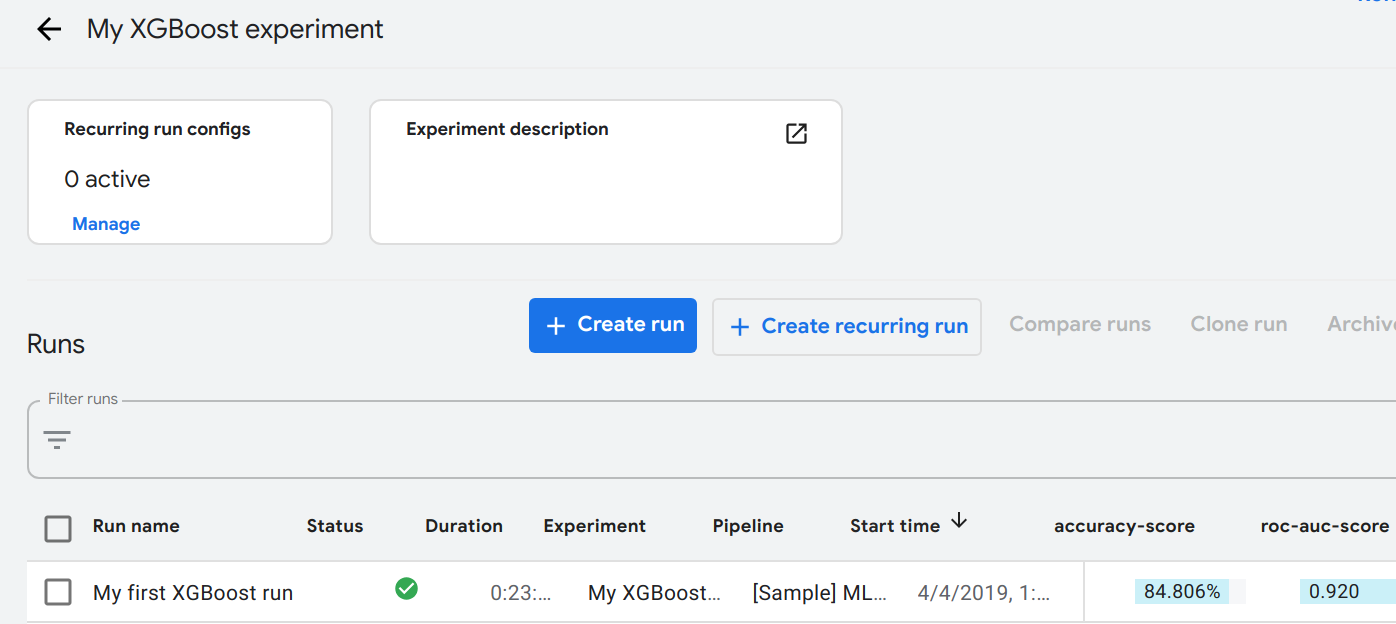 My XGBoost experiment
Recurring run configs
0 active
Manage
Experiment description
Runs
Create run
Create recurring run
Compare runs
Clone run
Filter runs
Run name Status Duration Experiment Pipeline Start time accuracy-score roc-auc-score
My first XGBoost run 0:23:... My XGBoost... [Sample] ML... 4/4/2019, 1:... 84.806% 0.920